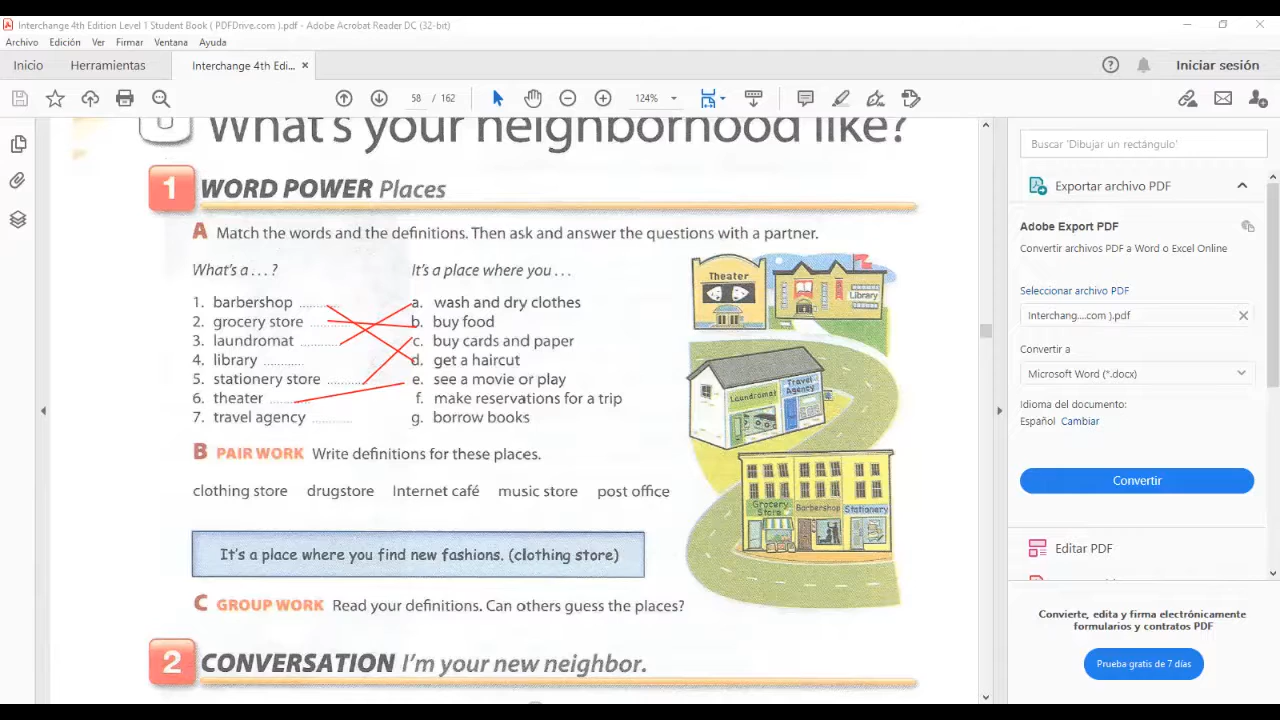 Interchange 4th Edition Level 1 Student Book ( PDFDrive.com ).pdf - Adobe Acrobat Reader DC (32-bit)
Archivo Edición Ver Firmar Ventana Ayuda
Inicio Herramientas Interchange 4th Edi... × Iniciar sesión
58 / 162 124%
What's your neighborhood like?
1 WORD POWER Places
A Match the words and the definitions. Then ask and answer the questions with a partner.
What's a . . . ? It's a place where you . . .
1. barbershop .......... a. wash and dry clothes
2. grocery store .......... b. buy food
3. laundromat .......... c. buy cards and paper
4. library .......... d. get a haircut
5. stationery store .......... e. see a movie or play
6. theater .......... f. make reservations for a trip
7. travel agency .......... g. borrow books
Theater
Library
Laundromat
Travel Agency
Grocery Store
Barbershop
Stationery
B PAIR WORK Write definitions for these places.
clothing store drugstore Internet café music store post office
It's a place where you find new fashions. (clothing store)
C GROUP WORK Read your definitions. Can others guess the places?
2 CONVERSATION I'm your new neighbor.
Buscar 'Dibujar un rectángulo'
Exportar archivo PDF
Adobe Export PDF
Convertir archivos PDF a Word o Excel Online
Seleccionar archivo PDF
Interchang....com ).pdf
Convertir a
Microsoft Word (*.docx)
Idioma del documento:
Español Cambiar
Convertir
Editar PDF
Convierte, edita y firma electrónicamente
formularios y contratos PDF
Prueba gratis de 7 días